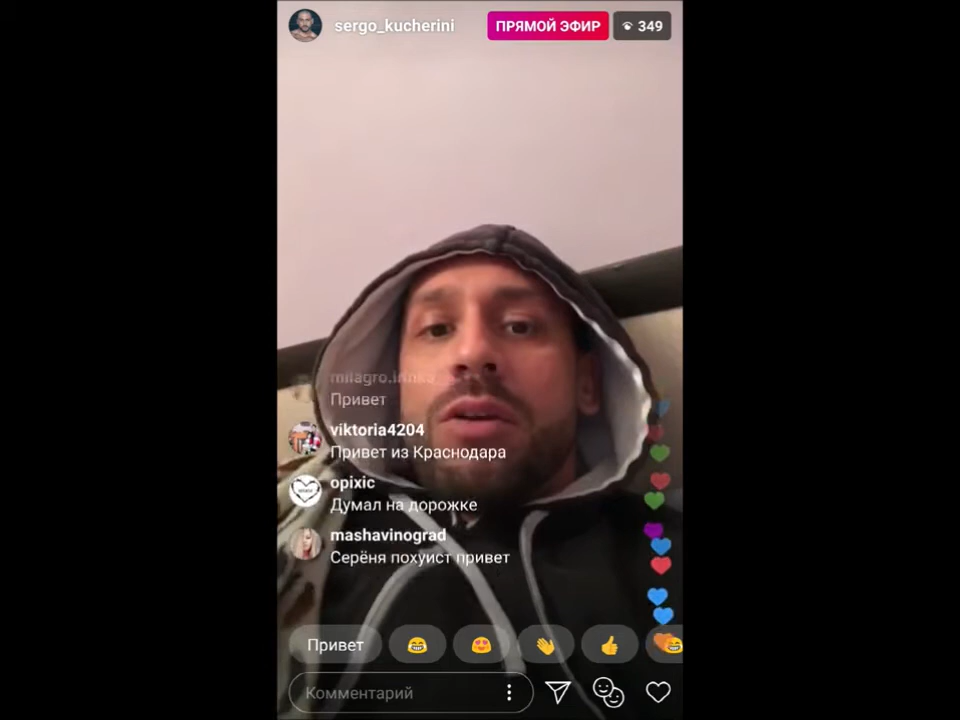 sergo_kucherini
ПРЯМОЙ ЭФИР
349
Привет
viktoria4204
Привет из Краснодара
opixic
Думал на дорожке
mashavinograd
Серёня похуист привет
Привет
Комментарий